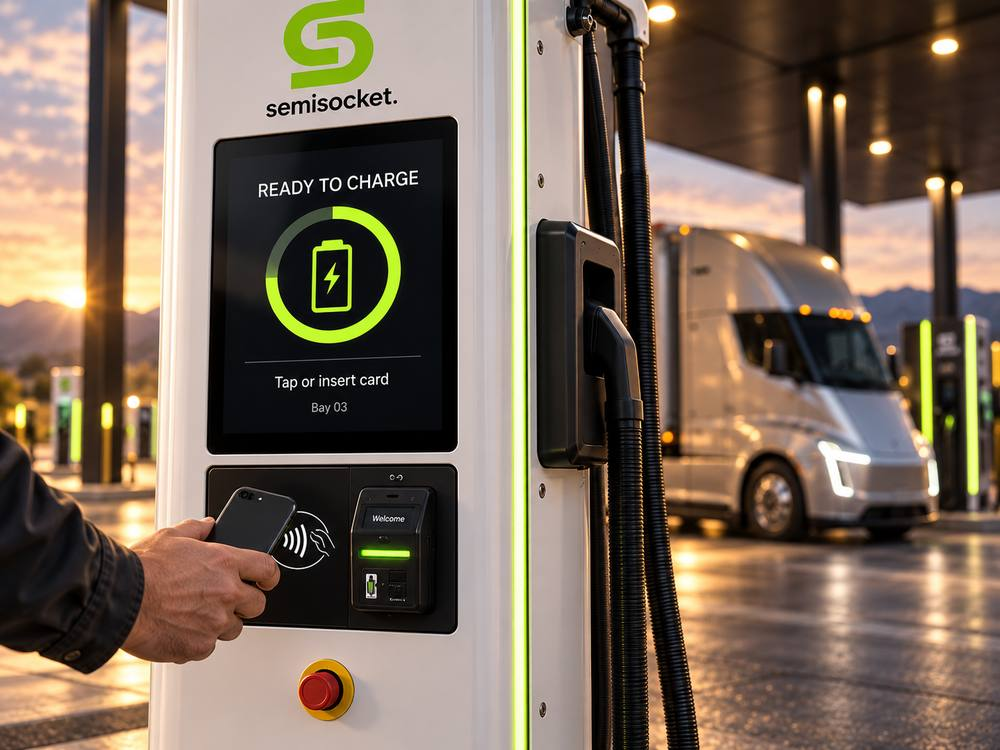 semisocket.
READY TO CHARGE
Tap or insert card
Bay 03
Welcome